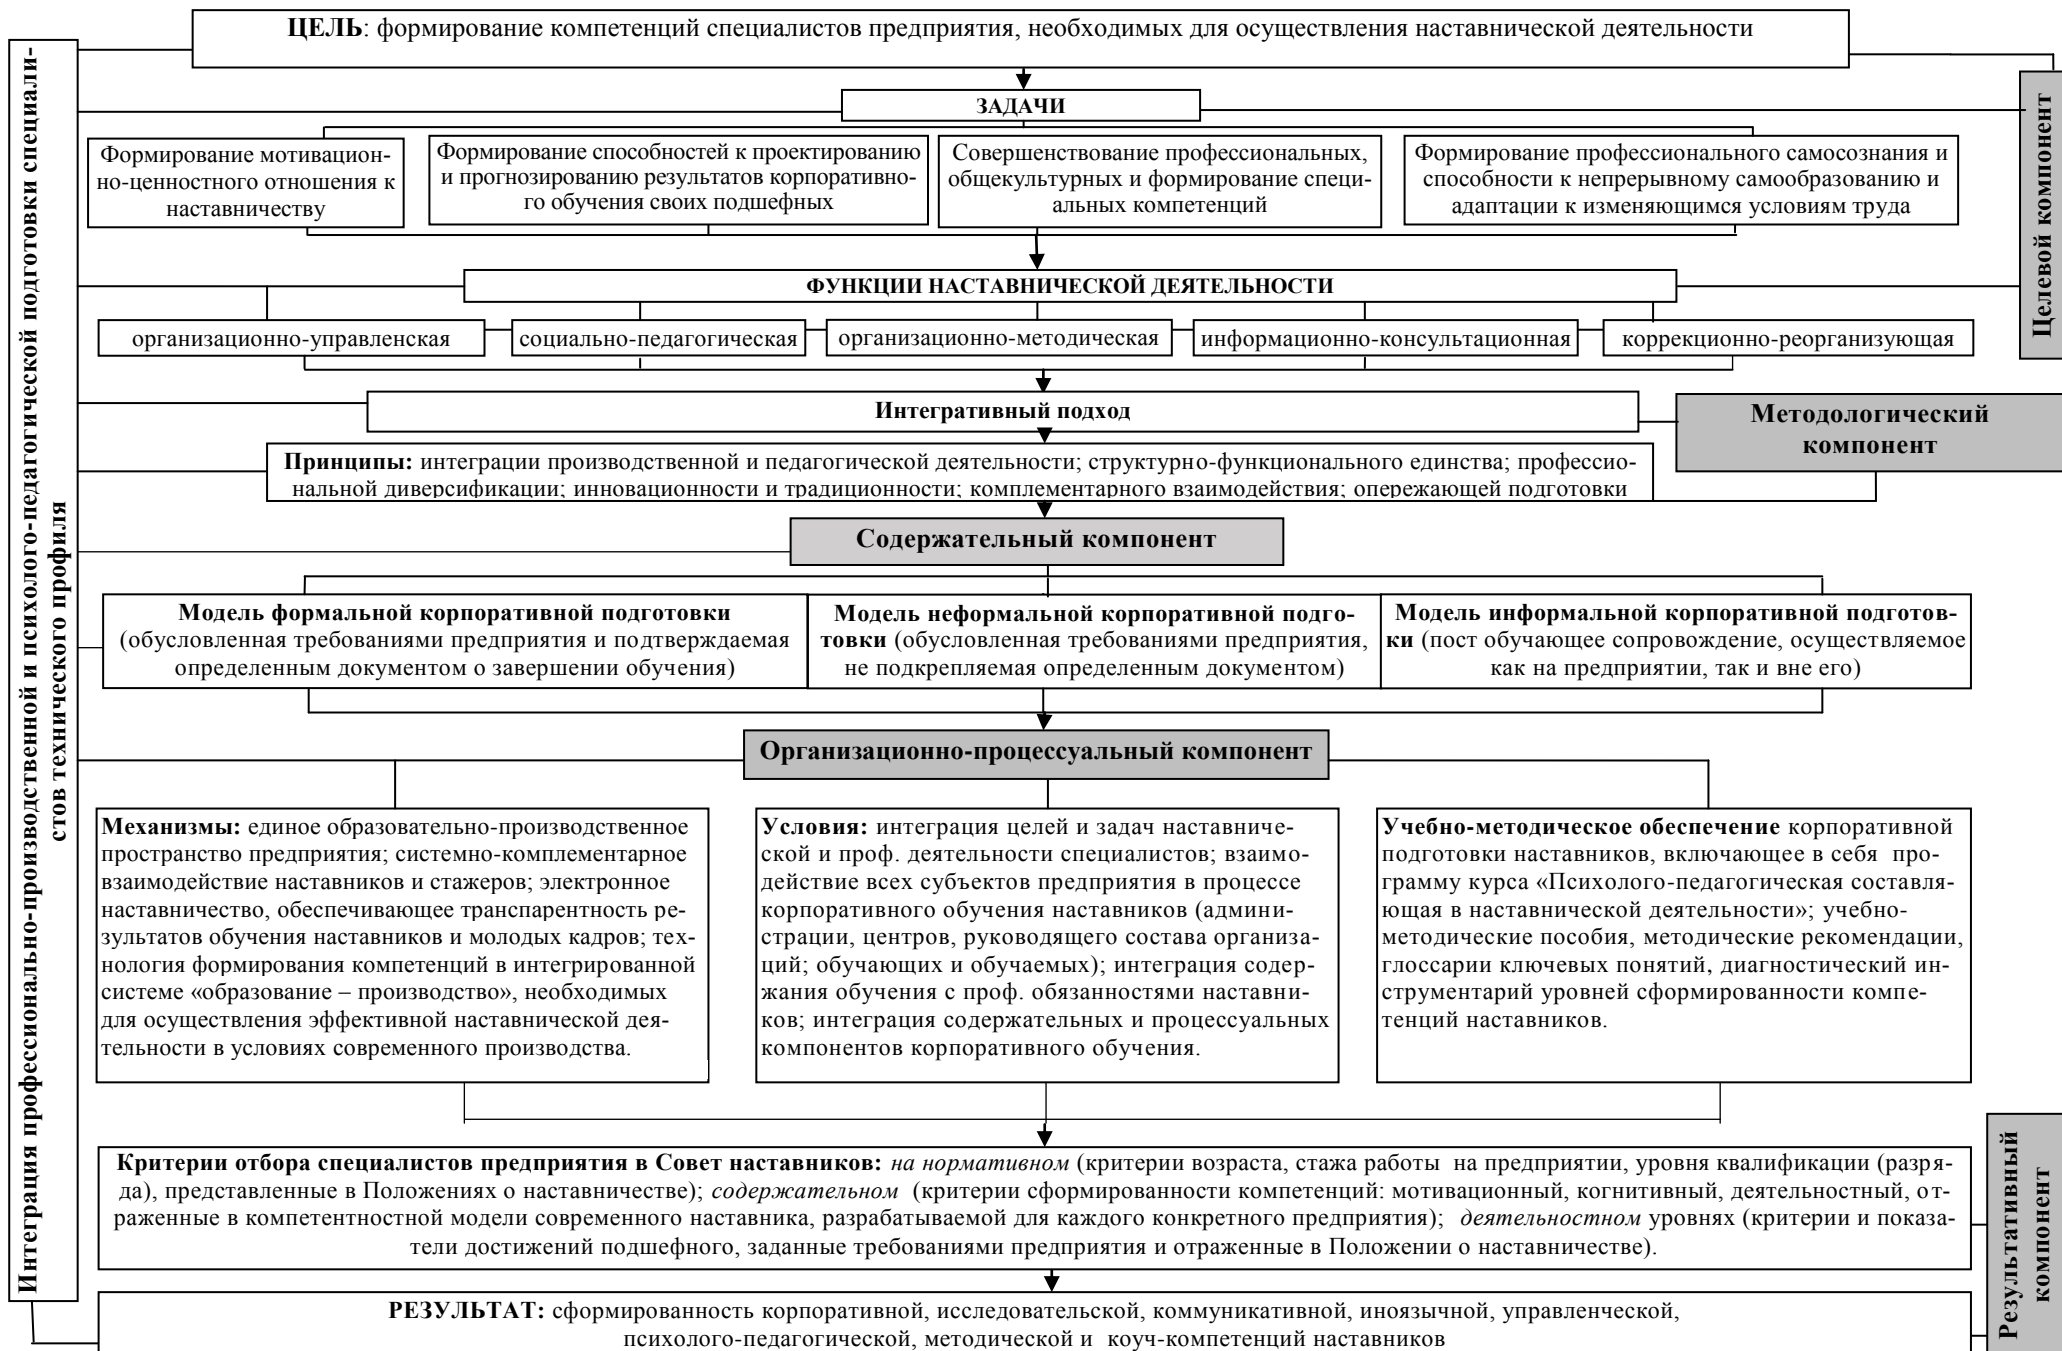 Интеграция профессионально-производственной и психолого-педагогической подготовки специали-
стов технического профиля
ЦЕЛЬ: формирование компетенций специалистов предприятия, необходимых для осуществления наставнической деятельности
Целевой компонент
ЗАДАЧИ
Формирование мотивацион-
но-ценностного отношения к
наставничеству
Формирование способностей к проектированию
и прогнозированию результатов корпоративно-
го обучения своих подшефных
Совершенствование профессиональных,
общекультурных и формирование специ-
альных компетенций
Формирование профессионального самосознания и
способности к непрерывному самообразованию и
адаптации к изменяющимся условиям труда
ФУНКЦИИ НАСТАВНИЧЕСКОЙ ДЕЯТЕЛЬНОСТИ
организационно-управленская
социально-педагогическая
организационно-методическая
информационно-консультационная
коррекционно-реорганизующая
Интегративный подход
Методологический
компонент
Принципы: интеграции производственной и педагогической деятельности; структурно-функционального единства; професси-
нальной диверсификации; инновационности и традиционности; комплементарного взаимодействия; опережающей подготовки
Содержательный компонент
Модель формальной корпоративной подготовки
(обусловленная требованиями предприятия и подтверждаемая
определенным документом о завершении обучения)
Модель неформальной корпоративной подго-
товки (обусловленная требованиями предприятия,
не подкрепляемая определенным документом)
Модель информальной корпоративной подготов-
ки (пост обучающее сопровождение, осуществляемое
как на предприятии, так и вне его)
Организационно-процессуальный компонент
Механизмы: единое образовательно-производственное
пространство предприятия; системно-комплементарное
взаимодействие наставников и стажеров; электронное
наставничество, обеспечивающее транспарентность ре-
зультатов обучения наставников и молодых кадров; тех-
нология формирования компетенций в интегрированной
системе «образование – производство», необходимых
для осуществления эффективной наставнической дея-
тельности в условиях современного производства.
Условия: интеграция целей и задач наставниче-
ской и проф. деятельности специалистов; взаимо-
действие всех субъектов предприятия в процессе
корпоративного обучения наставников (админи-
страции, центров, руководящего состава организа-
ций; обучающих и обучаемых); интеграция содер-
жания обучения с проф. обязанностями наставни-
ков; интеграция содержательных и процессуальных
компонентов корпоративного обучения.
Учебно-методическое обеспечение корпоративной
подготовки наставников, включающее в себя про-
грамму курса «Психолого-педагогическая составля-
ющая в наставнической деятельности»; учебно-
методические пособия, методические рекомендации,
глоссарии ключевых понятий, диагностический ин-
струментарий уровней сформированности компе-
тенций наставников.
Результативный
компонент
Критерии отбора специалистов предприятия в Совет наставников: на нормативном (критерии возраста, стажа работы на предприятии, уровня квалификации (разря-
да), представленные в Положениях о наставничестве); содержательном (критерии сформированности компетенций: мотивационный, когнитивный, деятельностный, от-
раженные в компетентностной модели современного наставника, разрабатываемой для каждого конкретного предприятия); деятельностном уровнях (критерии и показа-
тели достижений подшефного, заданные требованиями предприятия и отраженные в Положении о наставничестве).
РЕЗУЛЬТАТ: сформированность корпоративной, исследовательской, коммуникативной, иноязычной, управленческой,
психолого-педагогической, методической и коуч-компетенций наставников